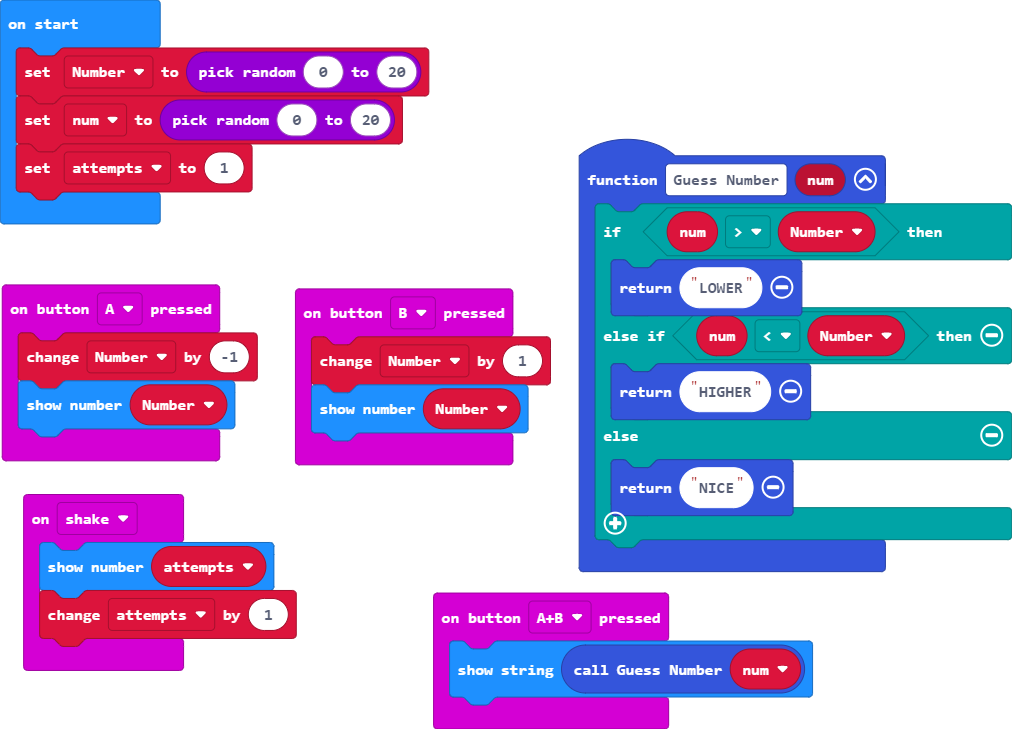 on start
set Number to pick random 0 to 20
set num to pick random 0 to 20
set attempts to 1
function Guess Number num
if num > Number then
return "LOWER"
else if num < Number then
return "HIGHER"
else
return "NICE"
on button A pressed
change Number by -1
show number Number
on button B pressed
change Number by 1
show number Number
on shake
show number attempts
change attempts by 1
on button A+B pressed
show string call Guess Number num